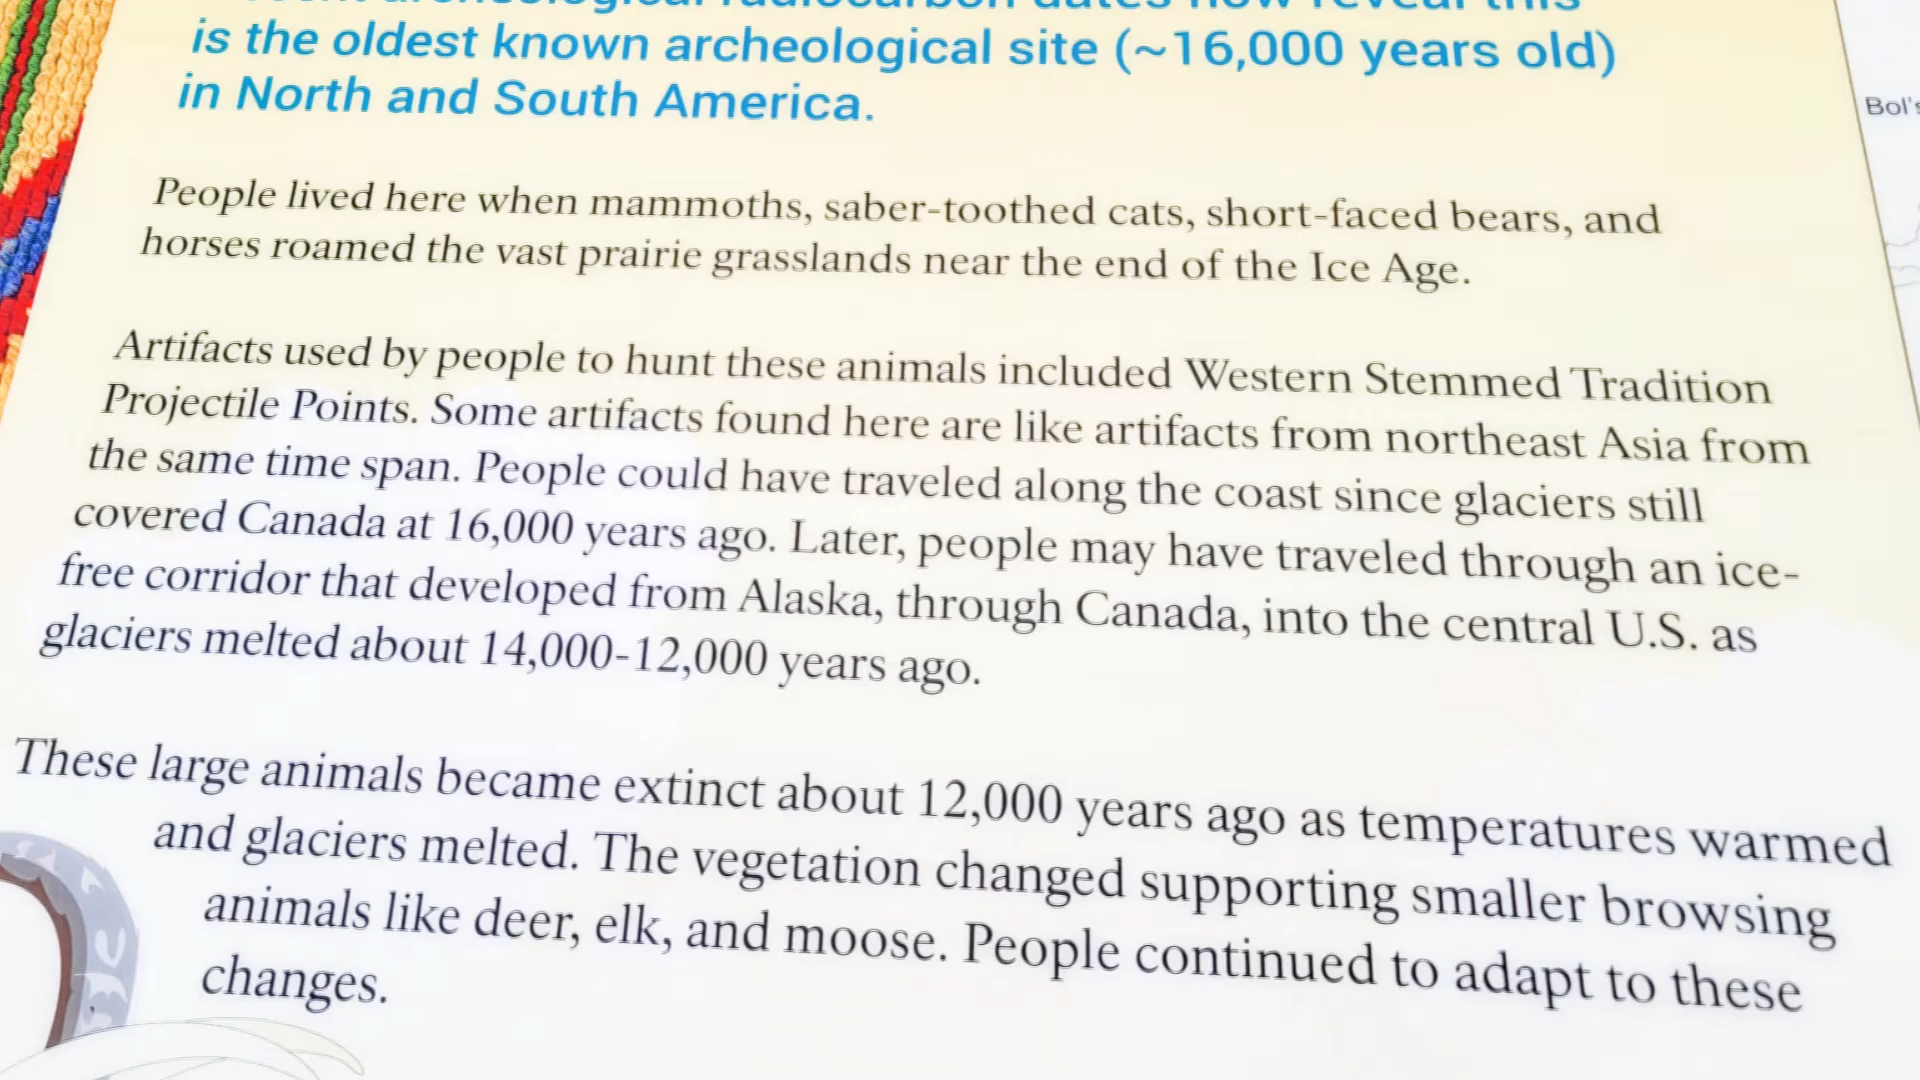 archeological radiocarbon dates now reveal this
is the oldest known archeological site (~16,000 years old)
in North and South America.
People lived here when mammoths, saber-toothed cats, short-faced bears, and
horses roamed the vast prairie grasslands near the end of the Ice Age.
Artifacts used by people to hunt these animals included Western Stemmed Tradition
Projectile Points. Some artifacts found here are like artifacts from northeast Asia from
the same time span. People could have traveled along the coast since glaciers still
covered Canada at 16,000 years ago. Later, people may have traveled through an ice-
free corridor that developed from Alaska, through Canada, into the central U.S. as
glaciers melted about 14,000-12,000 years ago.
These large animals became extinct about 12,000 years ago as temperatures warmed
and glaciers melted. The vegetation changed supporting smaller browsing
animals like deer, elk, and moose. People continued to adapt to these
changes.
Bol's